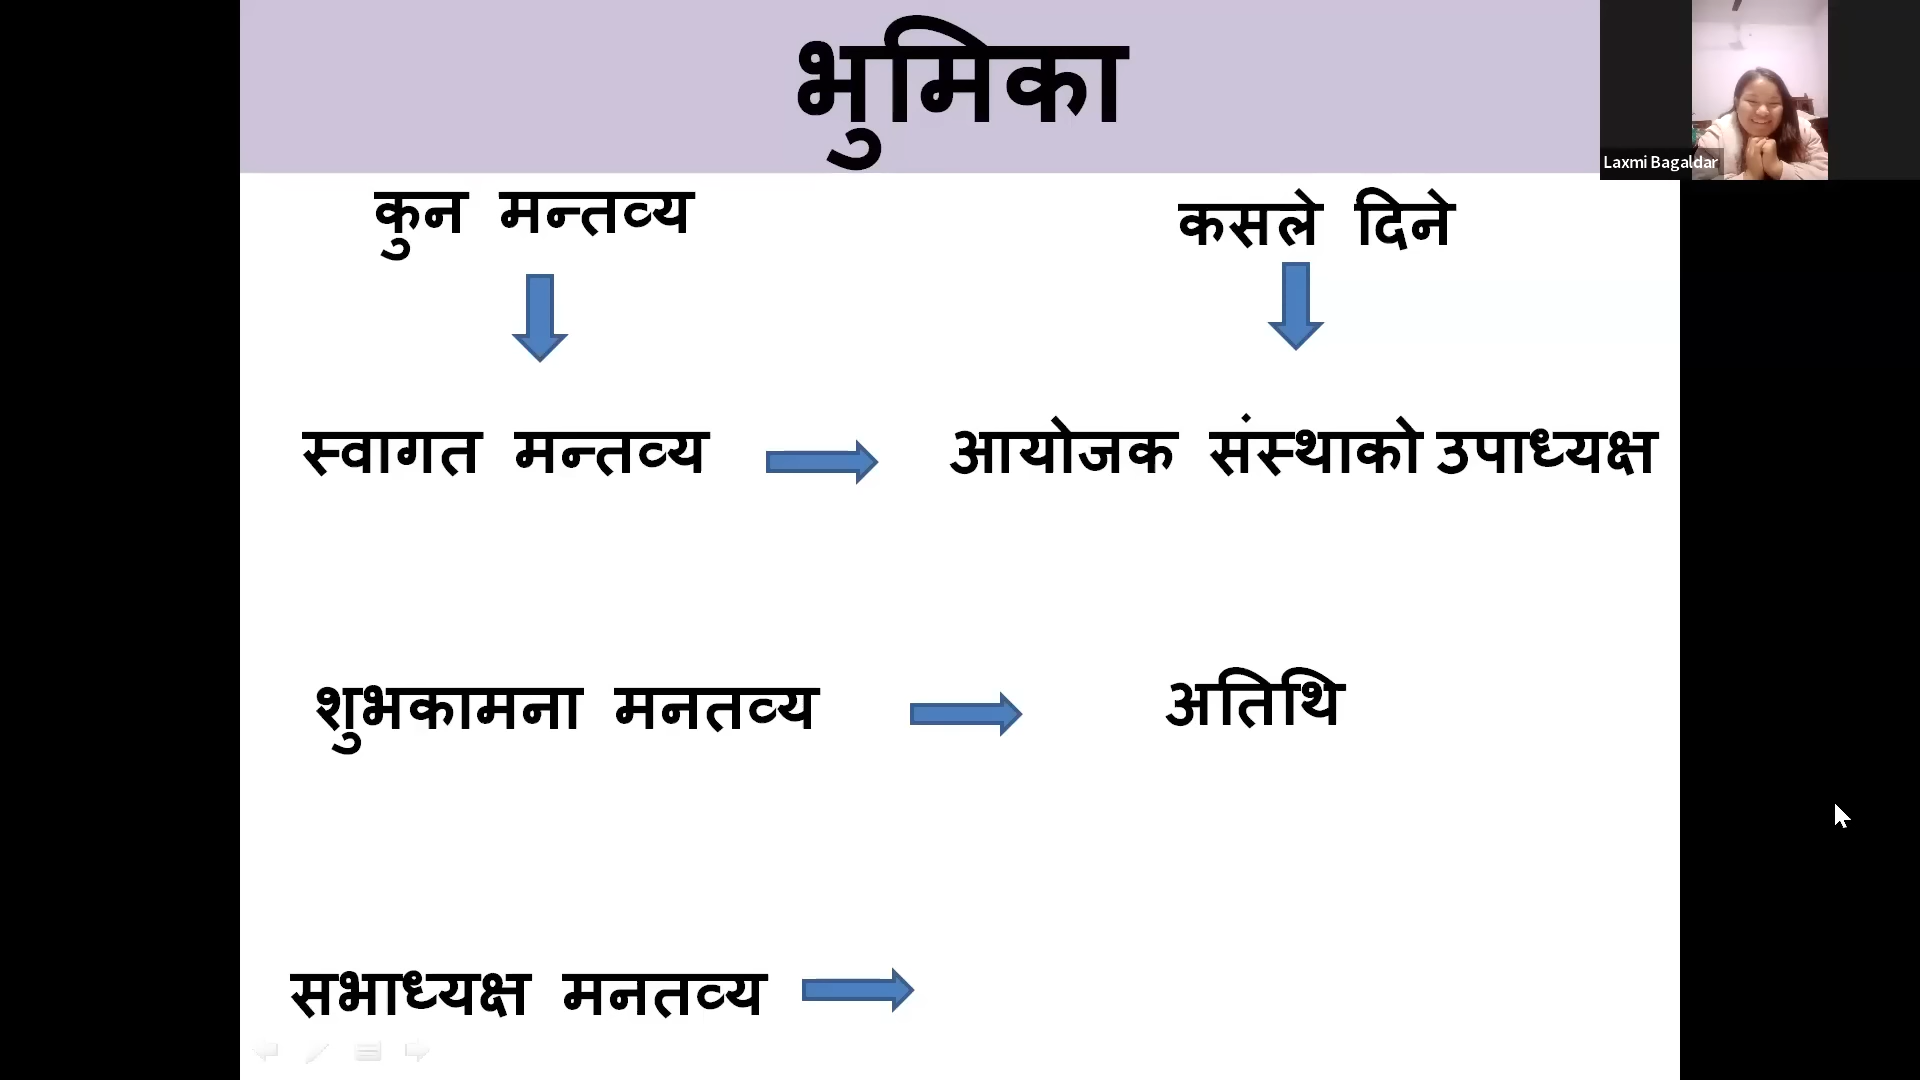 भुमिका
Laxmi Bagaldar
कुन मन्तव्य
कसले दिने
स्वागत मन्तव्य
आयोजक संस्थाको उपाध्यक्ष
शुभकामना मनतव्य
अतिथि
सभाध्यक्ष मनतव्य